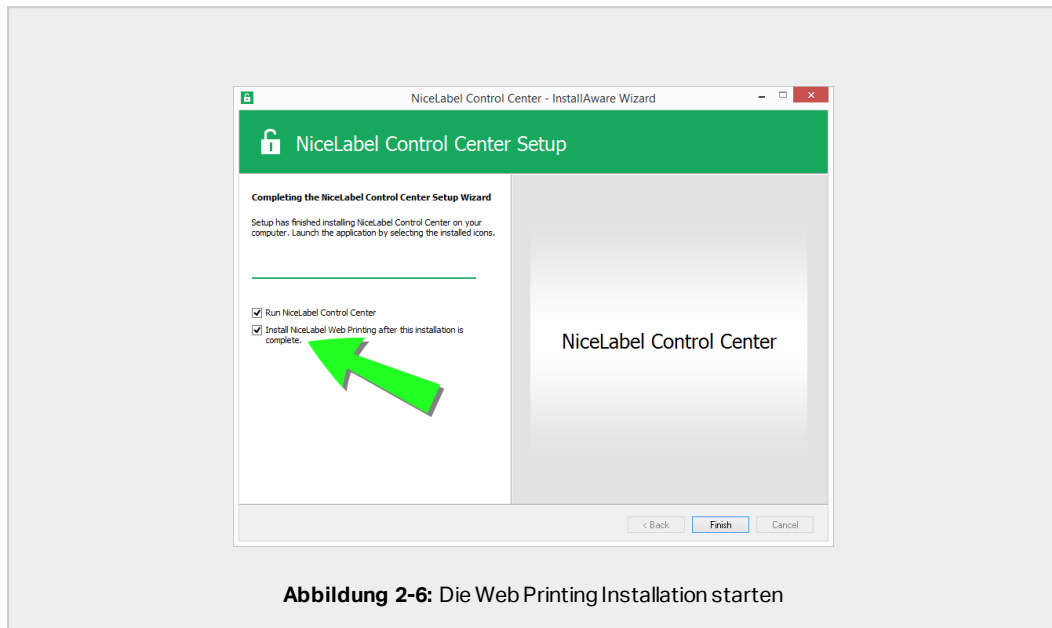 NiceLabel Control Center - InstallAware Wizard
NiceLabel Control Center Setup
Completing the NiceLabel Control Center Setup Wizard
Setup has finished installing NiceLabel Control Center on your
computer. Launch the application by selecting the installed icons.
Run NiceLabel Control Center
Install NiceLabel Web Printing after this installation is
complete.
NiceLabel Control Center
< Back
Finish
Cancel
Abbildung 2-6: Die Web Printing Installation starten